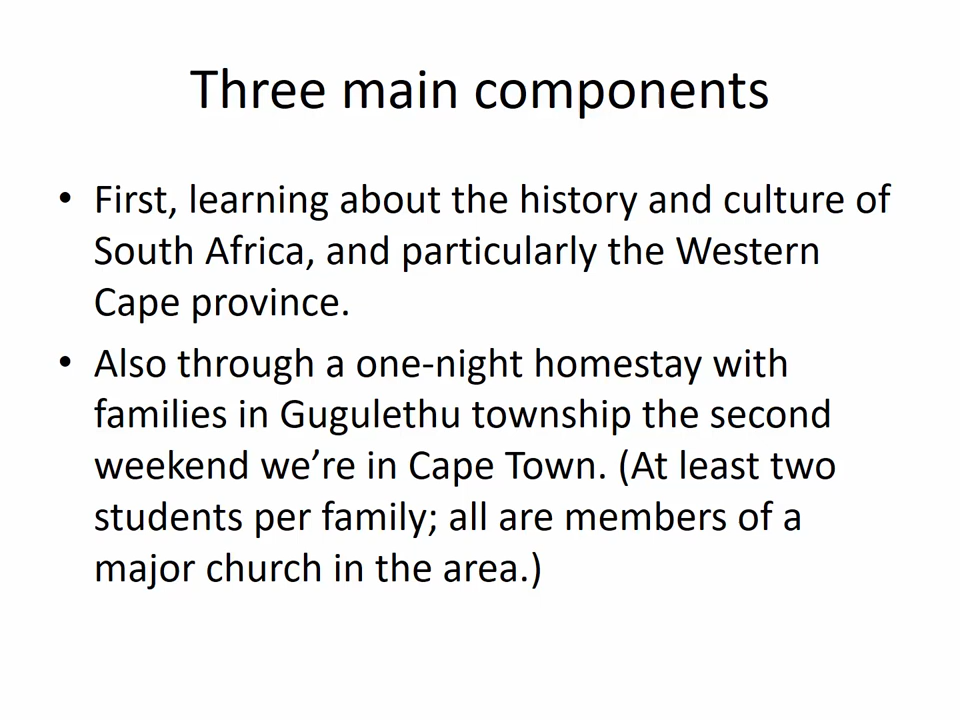 Three main components
• First, learning about the history and culture of
South Africa, and particularly the Western
Cape province.
• Also through a one-night homestay with
families in Gugulethu township the second
weekend we’re in Cape Town. (At least two
students per family; all are members of a
major church in the area.)